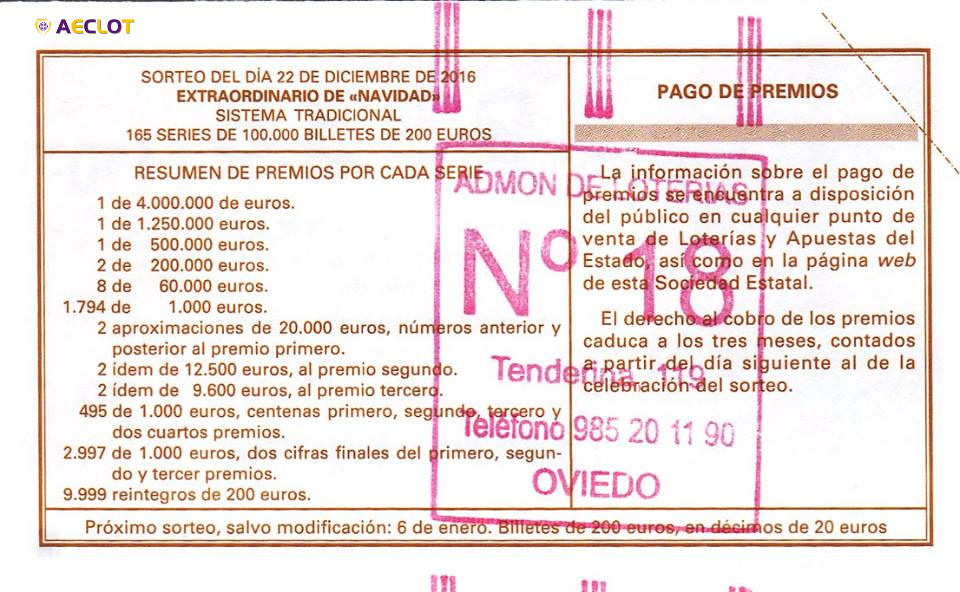 AECLOT
SORTEO DEL DÍA 22 DE DICIEMBRE DE 2016
EXTRAORDINARIO DE «NAVIDAD»
SISTEMA TRADICIONAL
165 SERIES DE 100.000 BILLETES DE 200 EUROS
RESUMEN DE PREMIOS POR CADA SERIE
1 de 4.000.000 de euros.
1 de 1.250.000 euros.
1 de 500.000 euros.
2 de 200.000 euros.
8 de 60.000 euros.
1.794 de 1.000 euros.
2 aproximaciones de 20.000 euros, números anterior y
posterior al premio primero.
2 ídem de 12.500 euros, al premio segundo.
2 ídem de 9.600 euros, al premio tercero.
495 de 1.000 euros, centenas primero, segundo, tercero y
dos cuartos premios.
2.997 de 1.000 euros, dos cifras finales del primero, segun-
do y tercer premios.
9.999 reintegros de 200 euros.
PAGO DE PREMIOS
La información sobre el pago de
premios se encuentra a disposición
del público en cualquier punto de
venta de Loterías y Apuestas del
Estado, así como en la página web
de esta Sociedad Estatal.
El derecho al cobro de los premios
caduca a los tres meses, contados
a partir del día siguiente al de la
celebración del sorteo.
ADMON DE LOTERIAS
Nº 18
Tenderina, 119
Teléfono 985 20 11 90
OVIEDO
Próximo sorteo, salvo modificación: 6 de enero. Billetes de 200 euros, en décimos de 20 euros